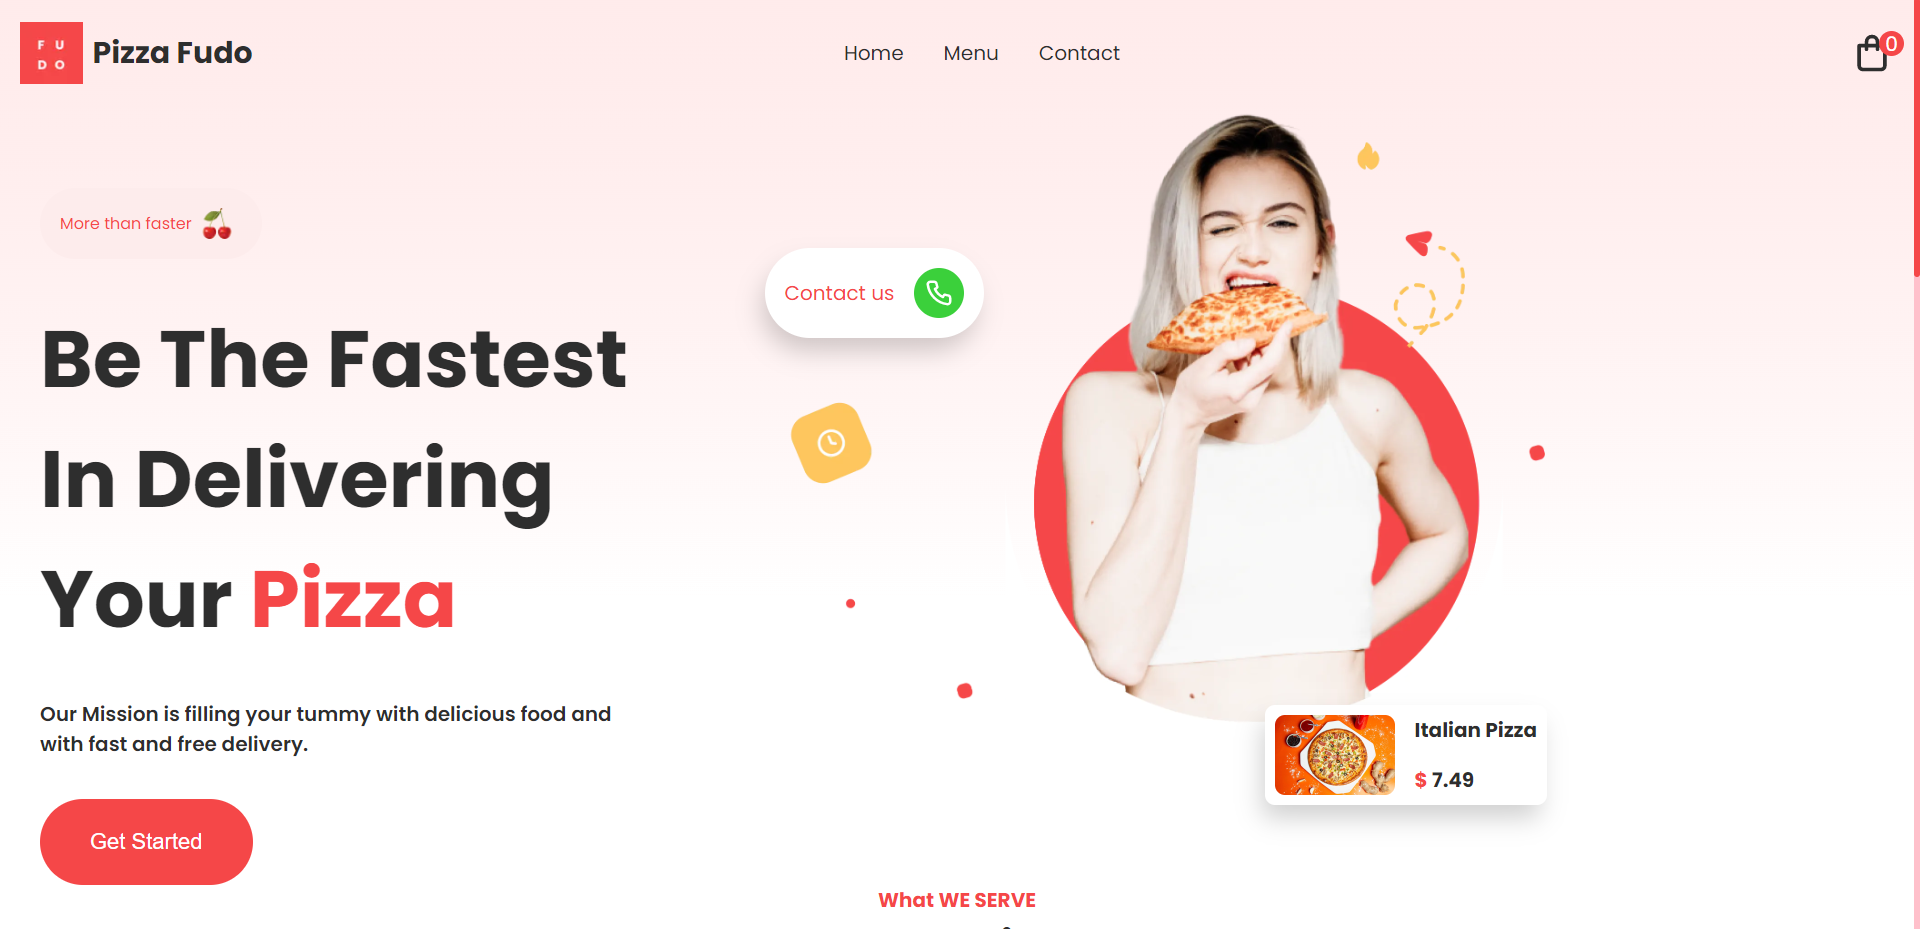 FU
DO
Pizza Fudo
Home
Menu
Contact
0
More than faster
Be The Fastest
In Delivering
Your Pizza
Our Mission is filling your tummy with delicious food and
with fast and free delivery.
Get Started
Contact us
Italian Pizza
$ 7.49
What WE SERVE